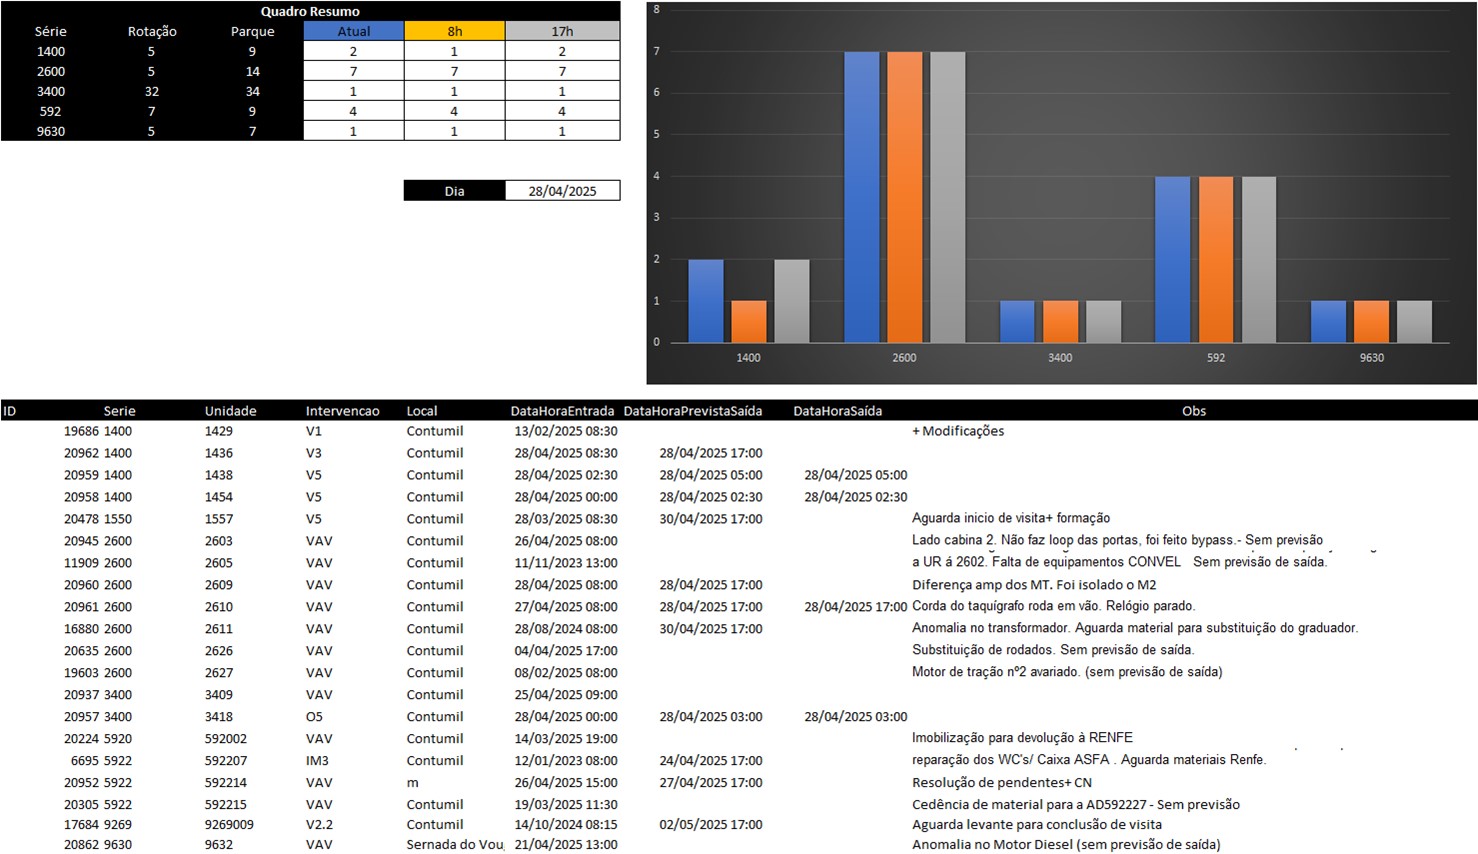 Quadro Resumo
Série Rotação Parque Atual 8h 17h
1400 5 9 2 1 2
2600 5 14 7 7 7
3400 32 34 1 1 1
592 7 9 4 4 4
9630 5 7 1 1 1
Dia 28/04/2025
8
7
6
5
4
3
2
1
0
1400 2600 3400 592 9630
ID Serie Unidade Intervencao Local DataHoraEntrada DataHoraPrevistaSaída DataHoraSaída Obs
19686 1400 1429 V1 Contumil 13/02/2025 08:30 + Modificações
20962 1400 1436 V3 Contumil 28/04/2025 08:30 28/04/2025 17:00
20959 1400 1438 V5 Contumil 28/04/2025 02:30 28/04/2025 05:00 28/04/2025 05:00
20958 1400 1454 V5 Contumil 28/04/2025 00:00 28/04/2025 02:30 28/04/2025 02:30
20478 1550 1557 V5 Contumil 28/03/2025 08:30 30/04/2025 17:00 Aguarda inicio de visita+ formação
20945 2600 2603 VAV Contumil 26/04/2025 08:00 Lado cabina 2. Não faz loop das portas, foi feito bypass.- Sem previsão
11909 2600 2605 VAV Contumil 11/11/2023 13:00 a UR á 2602. Falta de equipamentos CONVEL Sem previsão de saída.
20960 2600 2609 VAV Contumil 28/04/2025 08:00 28/04/2025 17:00 Diferença amp dos MT. Foi isolado o M2
20961 2600 2610 VAV Contumil 27/04/2025 08:00 28/04/2025 17:00 28/04/2025 17:00 Corda do taquígrafo roda em vão. Relógio parado.
16880 2600 2611 VAV Contumil 28/08/2024 08:00 30/04/2025 17:00 Anomalia no transformador. Aguarda material para substituição do graduador.
20635 2600 2626 VAV Contumil 04/04/2025 17:00 Substituição de rodados. Sem previsão de saída.
19603 2600 2627 VAV Contumil 08/02/2025 08:00 Motor de tração nº2 avariado. (sem previsão de saída)
20937 3400 3409 VAV Contumil 25/04/2025 09:00
20957 3400 3418 O5 Contumil 28/04/2025 00:00 28/04/2025 03:00 28/04/2025 03:00
20224 5920 592002 VAV Contumil 14/03/2025 19:00 Imobilização para devolução à RENFE
6695 5922 592207 IM3 Contumil 12/01/2023 08:00 24/04/2025 17:00 reparação dos WC's/ Caixa ASFA . Aguarda materiais Renfe.
20952 5922 592214 VAV m 26/04/2025 15:00 27/04/2025 17:00 Resolução de pendentes+ CN
20305 5922 592215 VAV Contumil 19/03/2025 11:30 Cedência de material para a AD592227 - Sem previsão
17684 9269 9269009 V2.2 Contumil 14/10/2024 08:15 02/05/2025 17:00 Aguarda levante para conclusão de visita
20862 9630 9632 VAV Sernada do Vou 21/04/2025 13:00 Anomalia no Motor Diesel (sem previsão de saída)